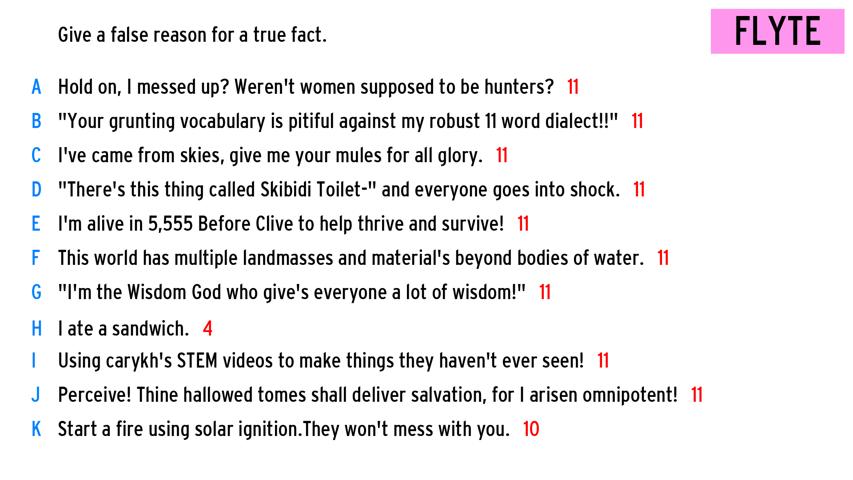 Give a false reason for a true fact.
FLYTE
A Hold on, I messed up? Weren't women supposed to be hunters? 11
B "Your grunting vocabulary is pitiful against my robust 11 word dialect!!" 11
C I've came from skies, give me your mules for all glory. 11
D "There's this thing called Skibidi Toilet-" and everyone goes into shock. 11
E I'm alive in 5,555 Before Clive to help thrive and survive! 11
F This world has multiple landmasses and material's beyond bodies of water. 11
G "I'm the Wisdom God who give's everyone a lot of wisdom!" 11
H I ate a sandwich. 4
I Using carykh's STEM videos to make things they haven't ever seen! 11
J Perceive! Thine hallowed tomes shall deliver salvation, for I arisen omnipotent! 11
K Start a fire using solar ignition.They won't mess with you. 10